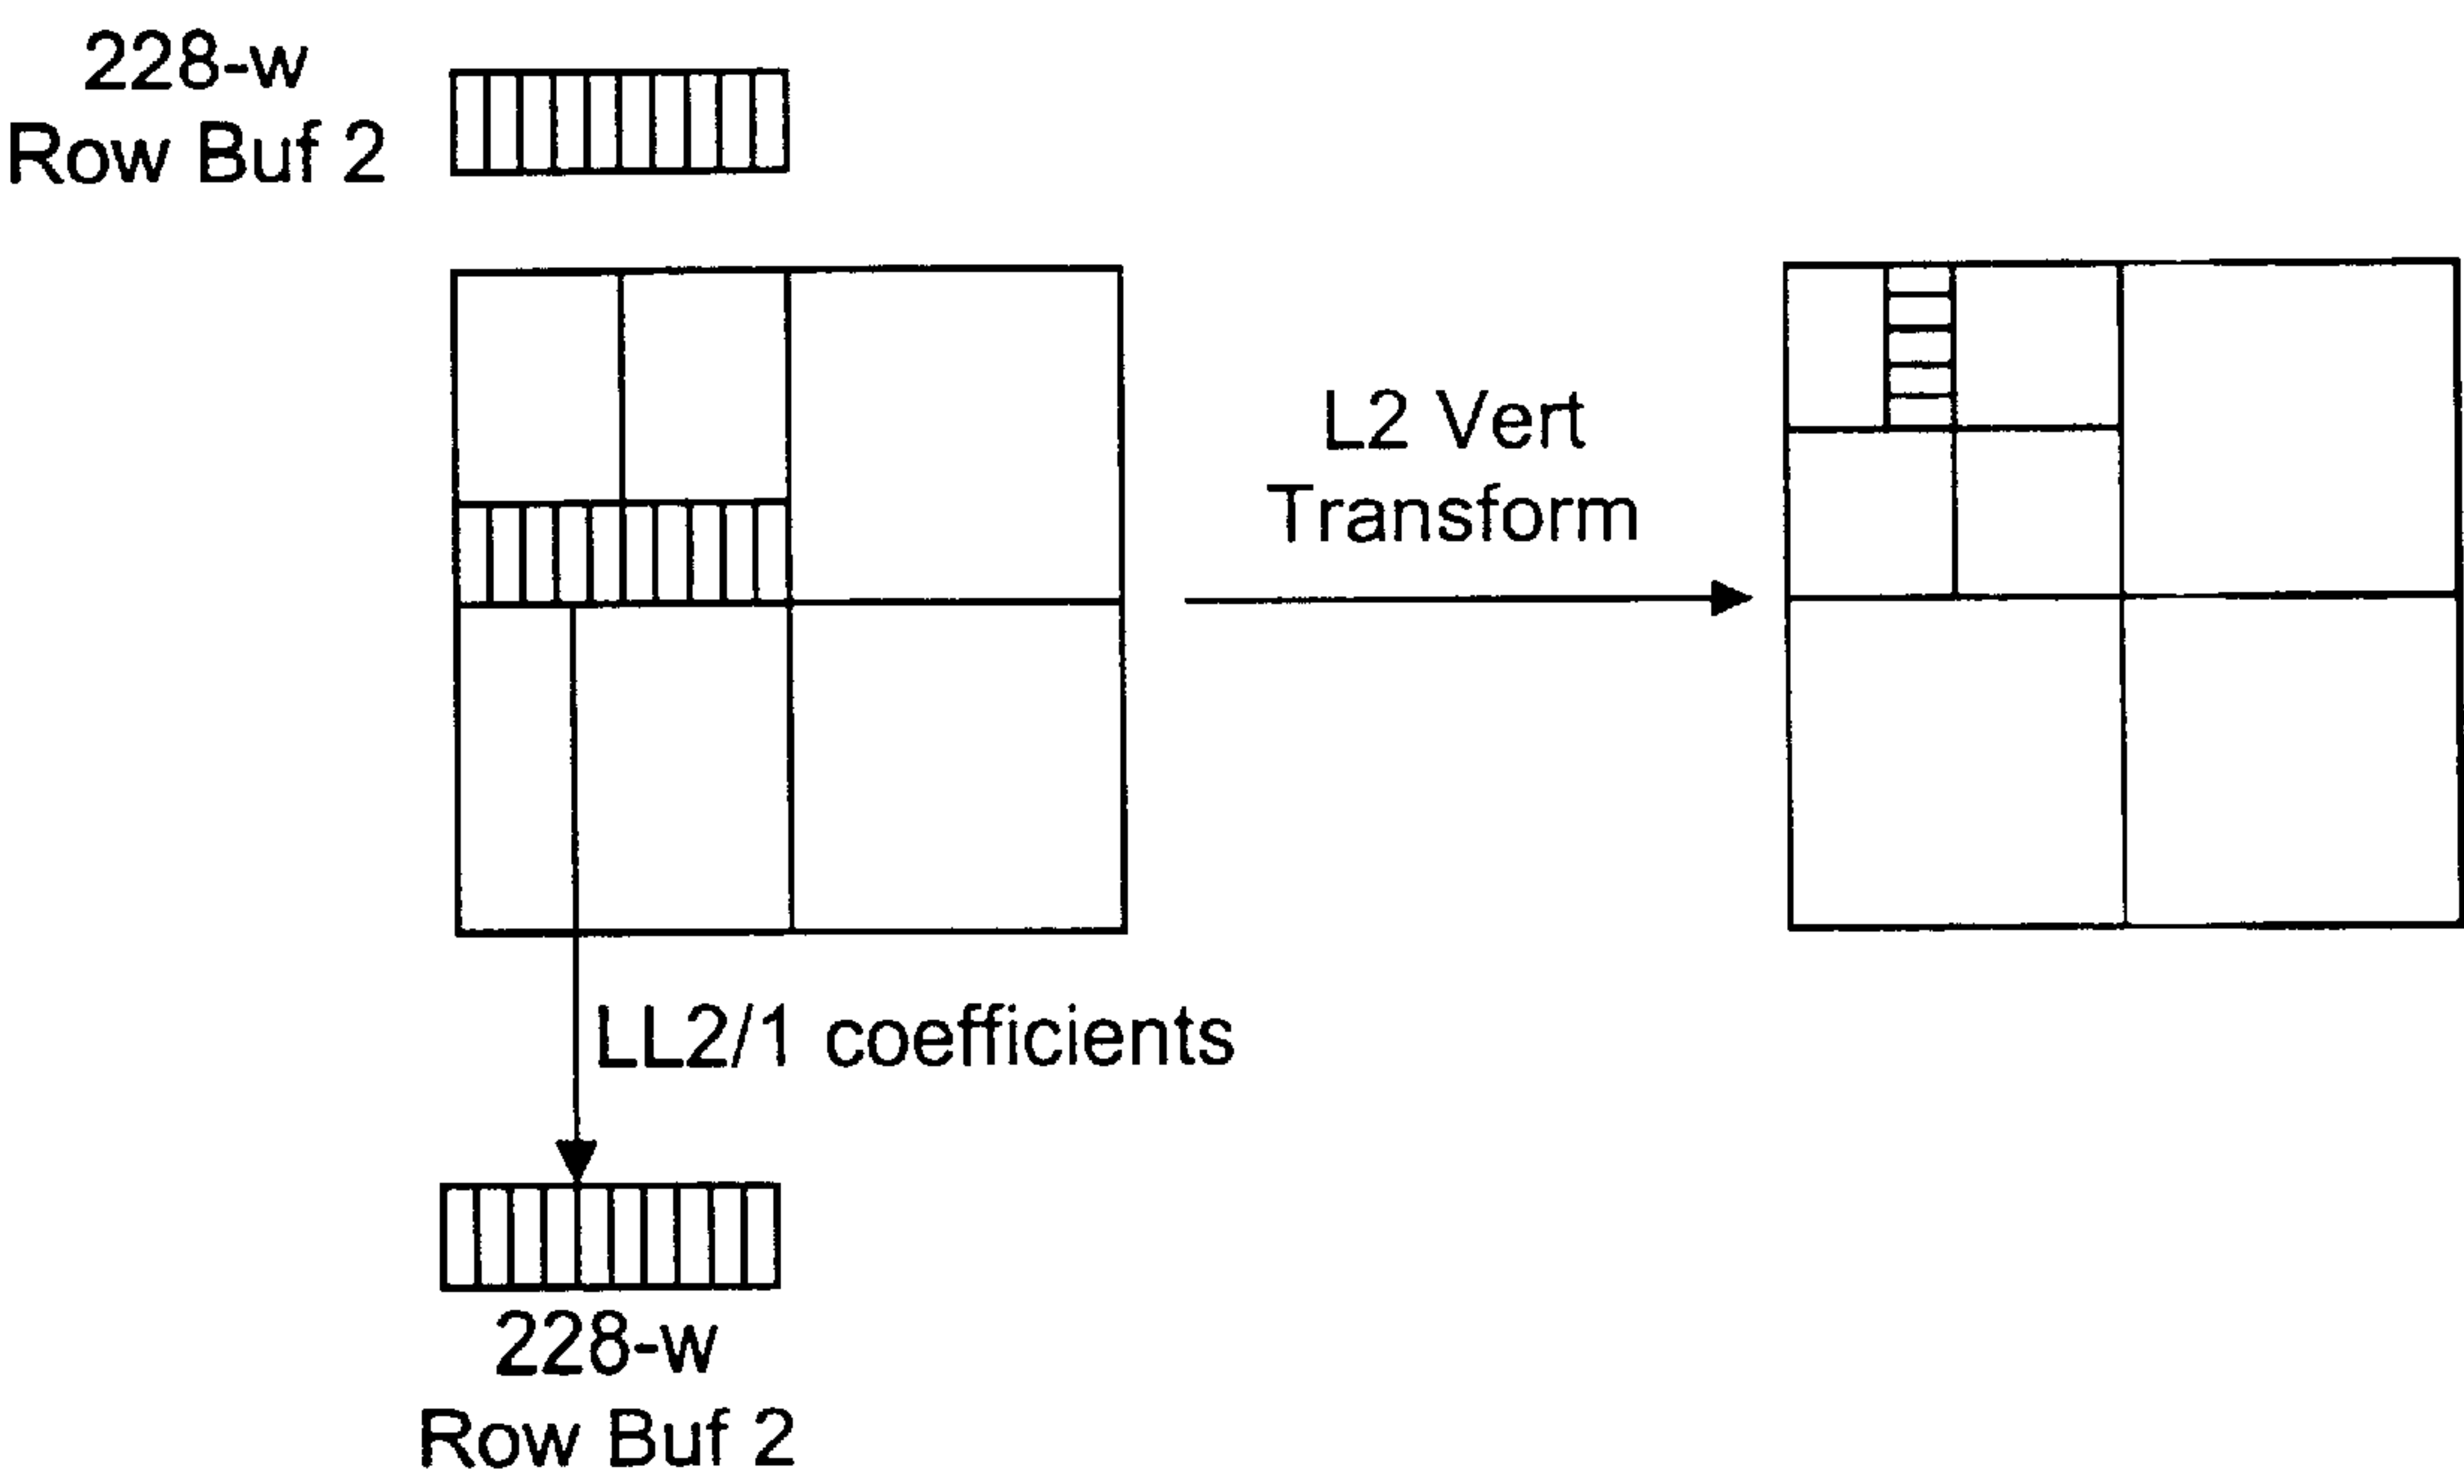 228-w
Row Buf 2
L2 Vert
Transform
LL2/1 coefficients
228-w
Row Buf 2